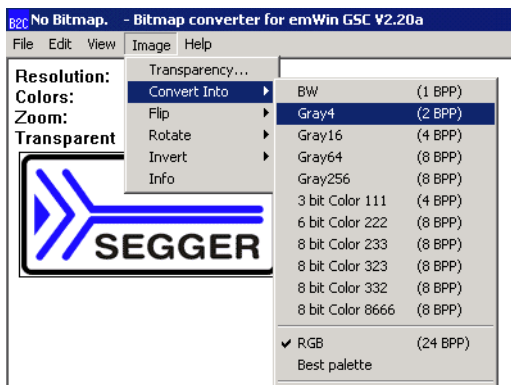 B2C No Bitmap. - Bitmap converter for emWin GSC V2.20a
File Edit View Image Help
Resolution:
Colors:
Zoom:
Transparent
SEGGER
Transparency...
Convert Into
Flip
Rotate
Invert
Info
BW (1 BPP)
Gray4 (2 BPP)
Gray16 (4 BPP)
Gray64 (8 BPP)
Gray256 (8 BPP)
3 bit Color 111 (4 BPP)
6 bit Color 222 (8 BPP)
8 bit Color 233 (8 BPP)
8 bit Color 323 (8 BPP)
8 bit Color 332 (8 BPP)
8 bit Color 8666 (8 BPP)
RGB (24 BPP)
Best palette